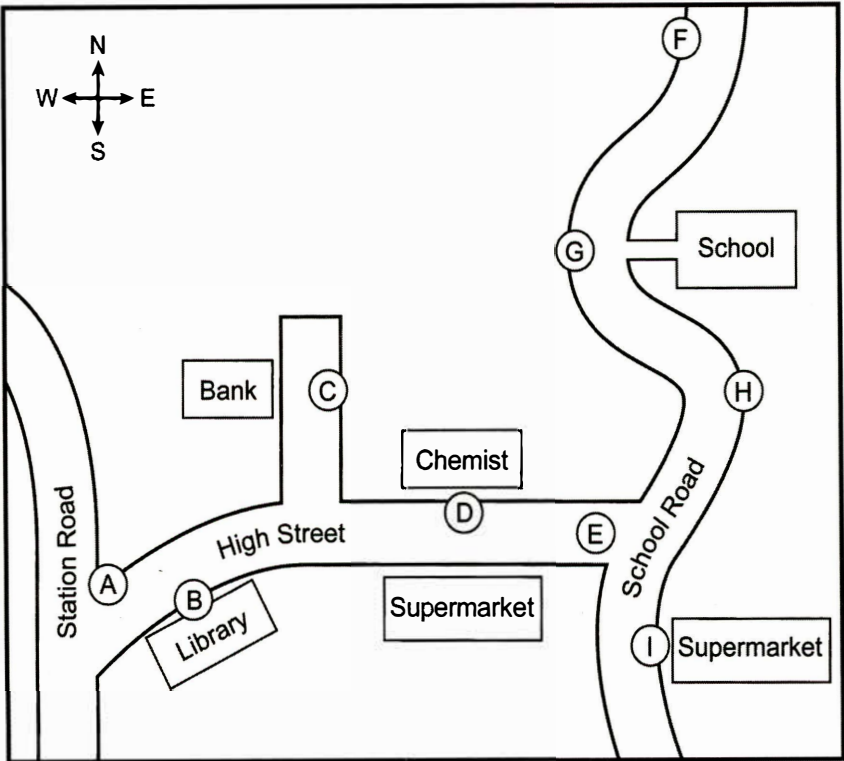 N
W E
S
F
G
School
Bank
C
H
Chemist
D
E
High Street
School Road
Station Road
A
B
Library
Supermarket
I
Supermarket